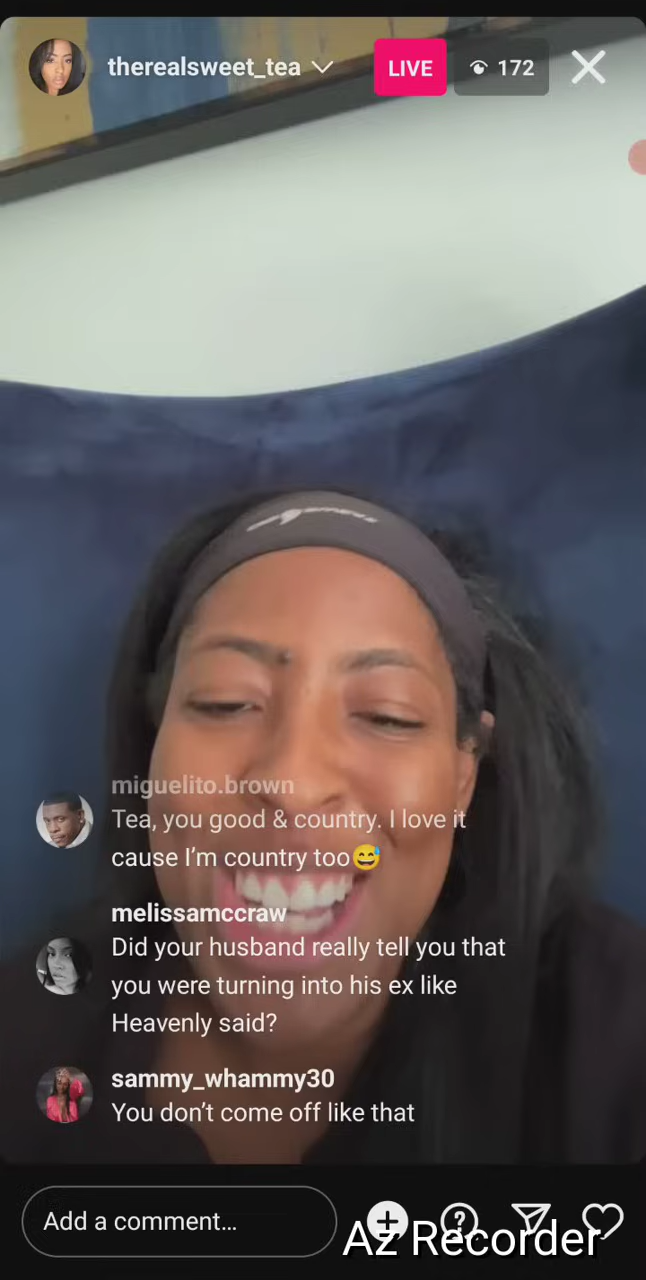 therealsweet_tea
LIVE
172
miguelito.brown
Tea, you good & country. I love it
cause I'm country too😅
melissamccraw
Did your husband really tell you that
you were turning into his ex like
Heavenly said?
sammy_whammy30
You don't come off like that
Add a comment...
Az Recorder